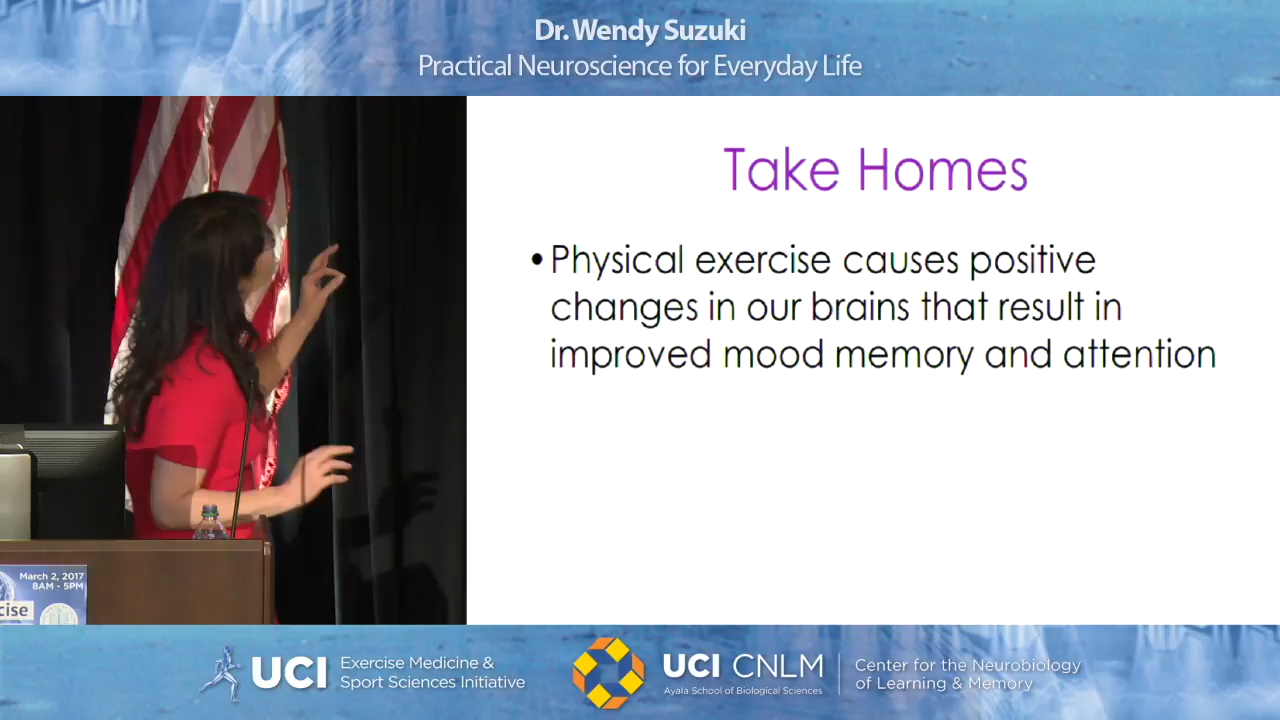 Dr. Wendy Suzuki
Practical Neuroscience for Everyday Life
Take Homes
• Physical exercise causes positive
changes in our brains that result in
improved mood memory and attention
March 2, 2017
8AM - 5PM
cise
UCI
Exercise Medicine &
Sport Sciences Initiative
UCI CNLM
Ayala School of Biological Sciences
Center for the Neurobiology
of Learning & Memory